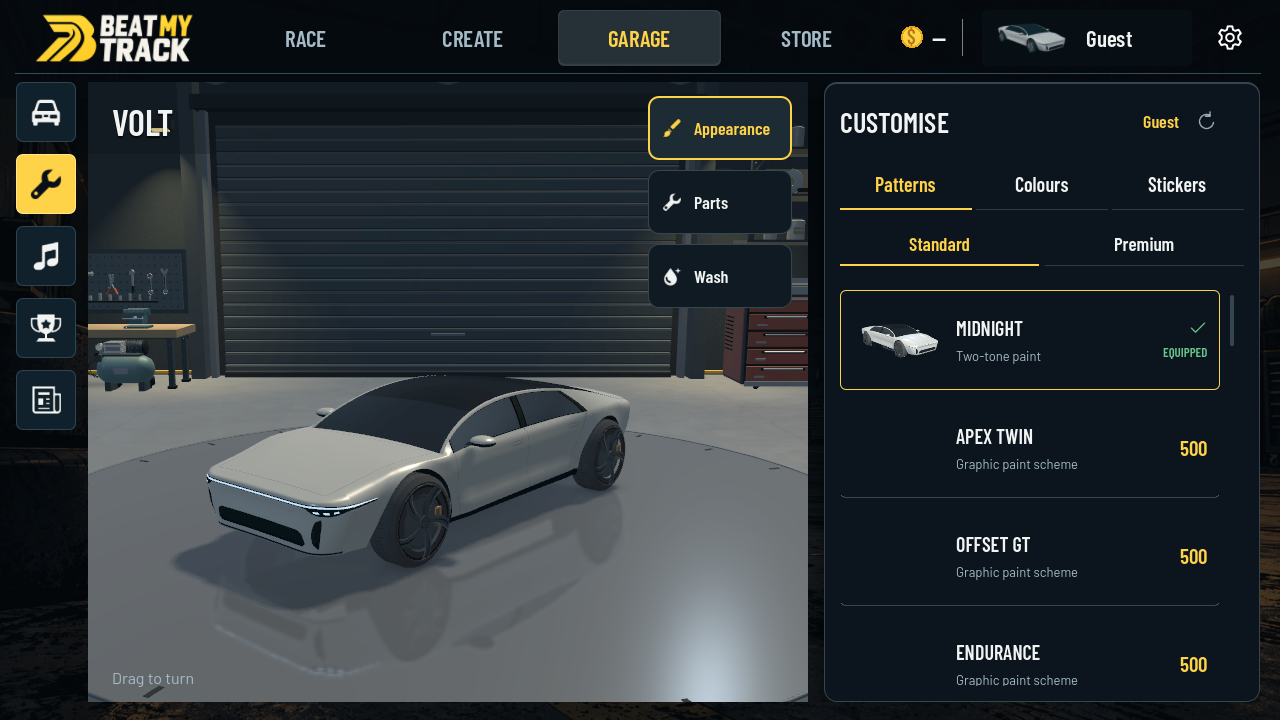 BEATMY
TRACK
RACE
CREATE
GARAGE
STORE
–
Guest
VOLT
Appearance
Parts
Wash
Drag to turn
CUSTOMISE
Guest
Patterns
Colours
Stickers
Standard
Premium
MIDNIGHT
Two-tone paint
EQUIPPED
APEX TWIN
Graphic paint scheme
500
OFFSET GT
Graphic paint scheme
500
ENDURANCE
Graphic paint scheme
500